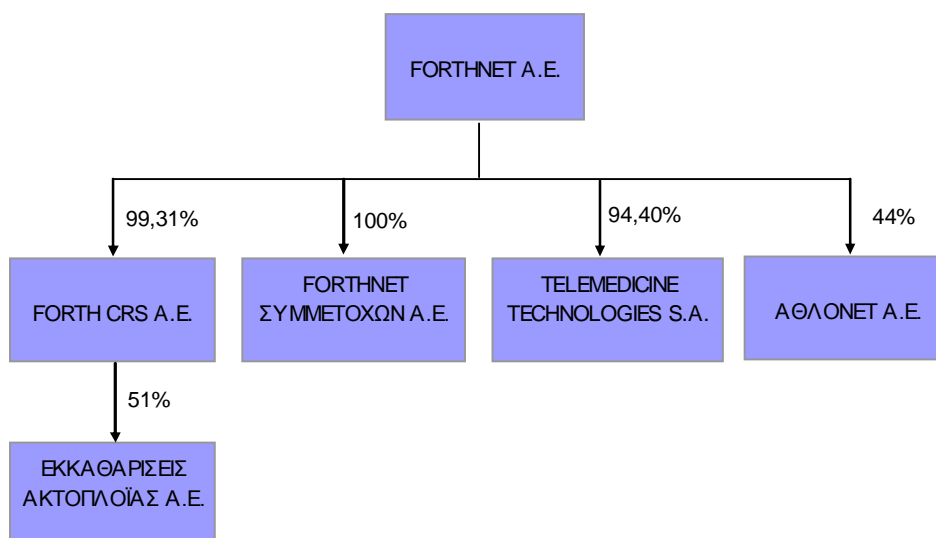 FORTHNET A.E.
99,31%
100%
94,40%
44%
FORTH CRS A.E.
FORTHNET
ΣΥΜΜΕΤΟΧΩΝ Α.Ε.
TELEMEDICINE
TECHNOLOGIES S.A.
ΑΘΛΟΝΕΤ Α.Ε.
51%
ΕΚΚΑΘΑΡΙΣΕΙΣ
ΑΚΤΟΠΛΟΪΑΣ Α.Ε.